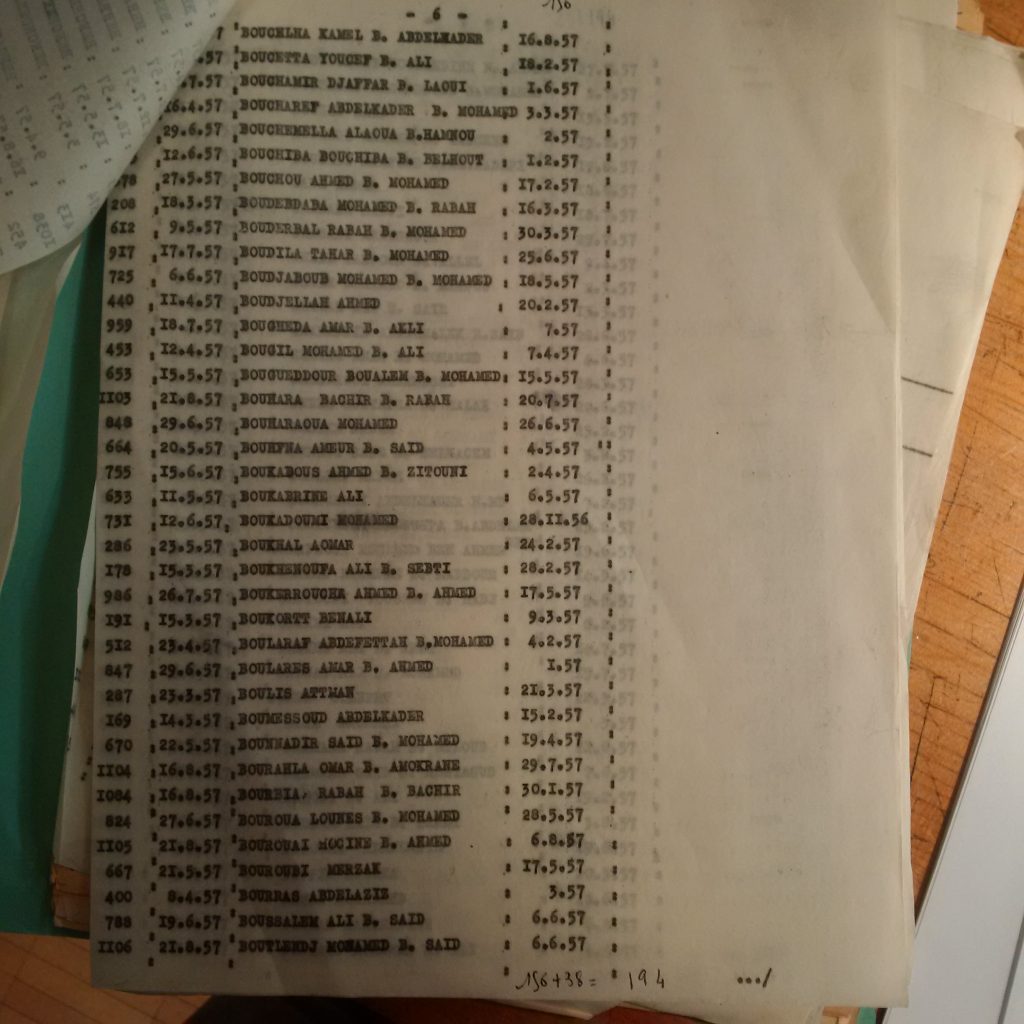 - 6 -
156
BOUCHLHA KAMEL B. ABDELKADER : 16.8.57 :
.57 : BOUCETTA YOUCEF B. ALI : 18.2.57
.7.57 : BOUCHAMIR DJAFFAR B. LAOUI : 1.6.57 :
16.4.57 : BOUCHAREF ABDELKADER B. MOHAMED 3.3.57 :
29.6.57 : BOUCHEMELLA ALAOUA B.HAMNOU : 2.57 :
12.6.57 : BOUCHIBA BOUCHIBA B. BELHOUT : 1.2.57 :
578 : 27.5.57 : BOUCHOU AHMED B. MOHAMED : 17.2.57 :
208 : 18.3.57 : BOUDEBDABA MOHAMED B. RABAH : 16.3.57 :
612 : 9.5.57 : BOUDERBAL RABAH B. MOHAMED : 30.3.57 :
917 : 17.7.57 : BOUDILA TAHAR B. MOHAMED : 25.6.57 :
725 : 6.6.57 : BOUDJABOUB MOHAMED B. MOHAMED : 18.5.57 :
440 : 11.4.57 : BOUDJELLAH AHMED : 20.2.57 :
959 : 18.7.57 : BOUGHEDA AMAR B. AKLI : 7.57 :
453 : 12.4.57 : BOUGIL MOHAMED B. ALI : 7.4.57 :
653 : 15.5.57 : BOUGUEDDOUR BOUALEM B. MOHAMED : 15.5.57 :
1103 : 21.8.57 : BOUHARA BACHIR B. RABAH : 20.7.57 :
848 : 29.6.57 : BOUHARAOUA MOHAMED : 26.6.57 :
664 : 20.5.57 : BOUHFNA AMEUR B. SAID : 4.5.57 :
755 : 15.6.57 : BOUKABOUS AHMED B. ZITOUNI : 2.4.57 :
633 : 11.5.57 : BOUKABRINE ALI : 6.5.57 :
731 : 12.6.57 : BOUKADOUMI MOHAMED : 28.11.56 :
286 : 23.5.57 : BOUKHAL AOMAR : 24.2.57 :
178 : 15.3.57 : BOUKHENOUFA ALI B. SEBTI : 28.2.57 :
986 : 26.7.57 : BOUKERROUCHA AHMED B. AHMED : 17.5.57 :
191 : 15.3.57 : BOUKORTT BENALI : 9.3.57 :
512 : 23.4.57 : BOULARAF ABDEFETTAH B.MOHAMED : 4.2.57 :
847 : 29.6.57 : BOULARES AMAR B. AHMED : 1.57 :
287 : 23.3.57 : BOULIS ATTMAN : 21.3.57 :
169 : 14.3.57 : BOUMESSOUD ABDELKADER : 15.2.57 :
670 : 22.5.57 : BOUNNADIR SAID B. MOHAMED : 19.4.57 :
1104 : 16.8.57 : BOURAHLA OMAR B. AMOKRANE : 29.7.57 :
1084 : 16.8.57 : BOURBIA, RABAH B. BACHIR : 30.1.57 :
824 : 27.6.57 : BOUROUA LOUNES B. MOHAMED : 28.5.57 :
1105 : 21.8.57 : BOUROUAI HOCINE B. AHMED : 6.8.57 :
667 : 21.5.57 : BOUROUBI MERZAK : 17.5.57 :
400 : 8.4.57 : BOURRAS ABDELAZIZ : 3.57 :
788 : 19.6.57 : BOUSSALEM ALI B. SAID : 6.6.57 :
1106 : 21.8.57 : BOUTLENDJ MOHAMED B. SAID : 6.6.57 :
156+38= 194 .../